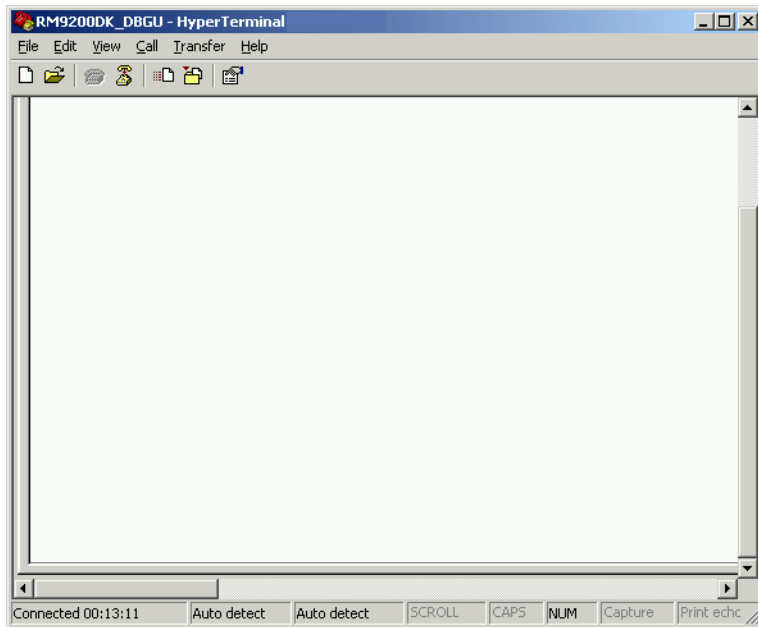 RM9200DK_DBGU - HyperTerminal
File Edit View Call Transfer Help
Connected 00:13:11 Auto detect Auto detect SCROLL CAPS NUM Capture Print echo